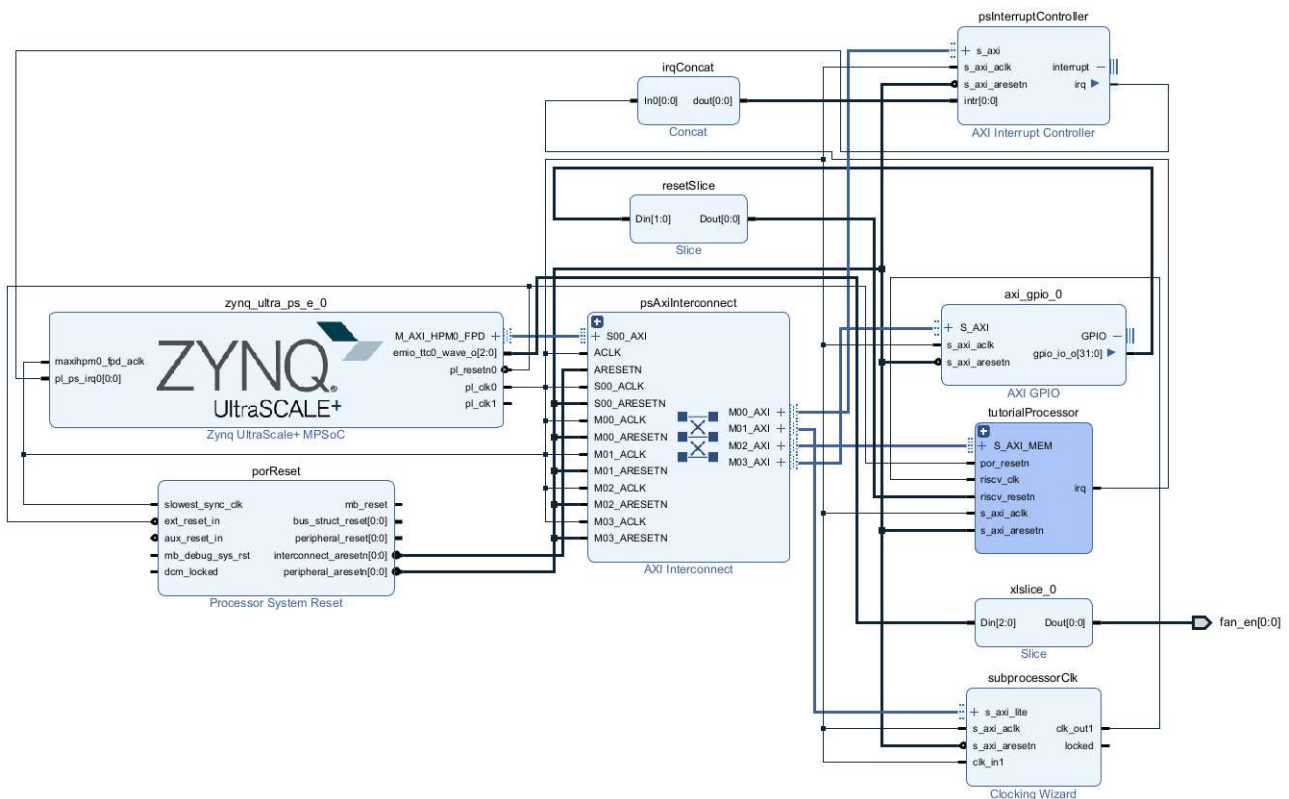 psInterruptController
s_axi
s_axi_aclk
s_axi_aresetn
intr[0:0]
interrupt
irq
AXI Interrupt Controller
irqConcat
In0[0:0]
dout[0:0]
Concat
resetSlice
Din[1:0]
Dout[0:0]
Slice
zynq_ultra_ps_e_0
maxihpm0_fpd_aclk
pl_ps_irq0[0:0]
ZYNQ®
UltraSCALE+
M_AXI_HPM0_FPD
emio_ttc0_wave_o[2:0]
pl_resetn0
pl_clk0
pl_clk1
Zynq UltraScale+ MPSoC
psAxiInterconnect
S00_AXI
ACLK
ARESETN
S00_ACLK
S00_ARESETN
M00_ACLK
M00_ARESETN
M01_ACLK
M01_ARESETN
M02_ACLK
M02_ARESETN
M03_ACLK
M03_ARESETN
M00_AXI
M01_AXI
M02_AXI
M03_AXI
AXI Interconnect
axi_gpio_0
S_AXI
s_axi_aclk
s_axi_aresetn
GPIO
gpio_io_o[31:0]
AXI GPIO
tutorialProcessor
S_AXI_MEM
por_resetn
riscv_clk
riscv_resetn
s_axi_aclk
s_axi_aresetn
irq
porReset
slowest_sync_clk
ext_reset_in
aux_reset_in
mb_debug_sys_rst
dcm_locked
mb_reset
bus_struct_reset[0:0]
peripheral_reset[0:0]
interconnect_aresetn[0:0]
peripheral_aresetn[0:0]
Processor System Reset
xlslice_0
Din[2:0]
Dout[0:0]
Slice
fan_en[0:0]
subprocessorClk
s_axi_lite
s_axi_aclk
s_axi_aresetn
clk_in1
clk_out1
locked
Clocking Wizard